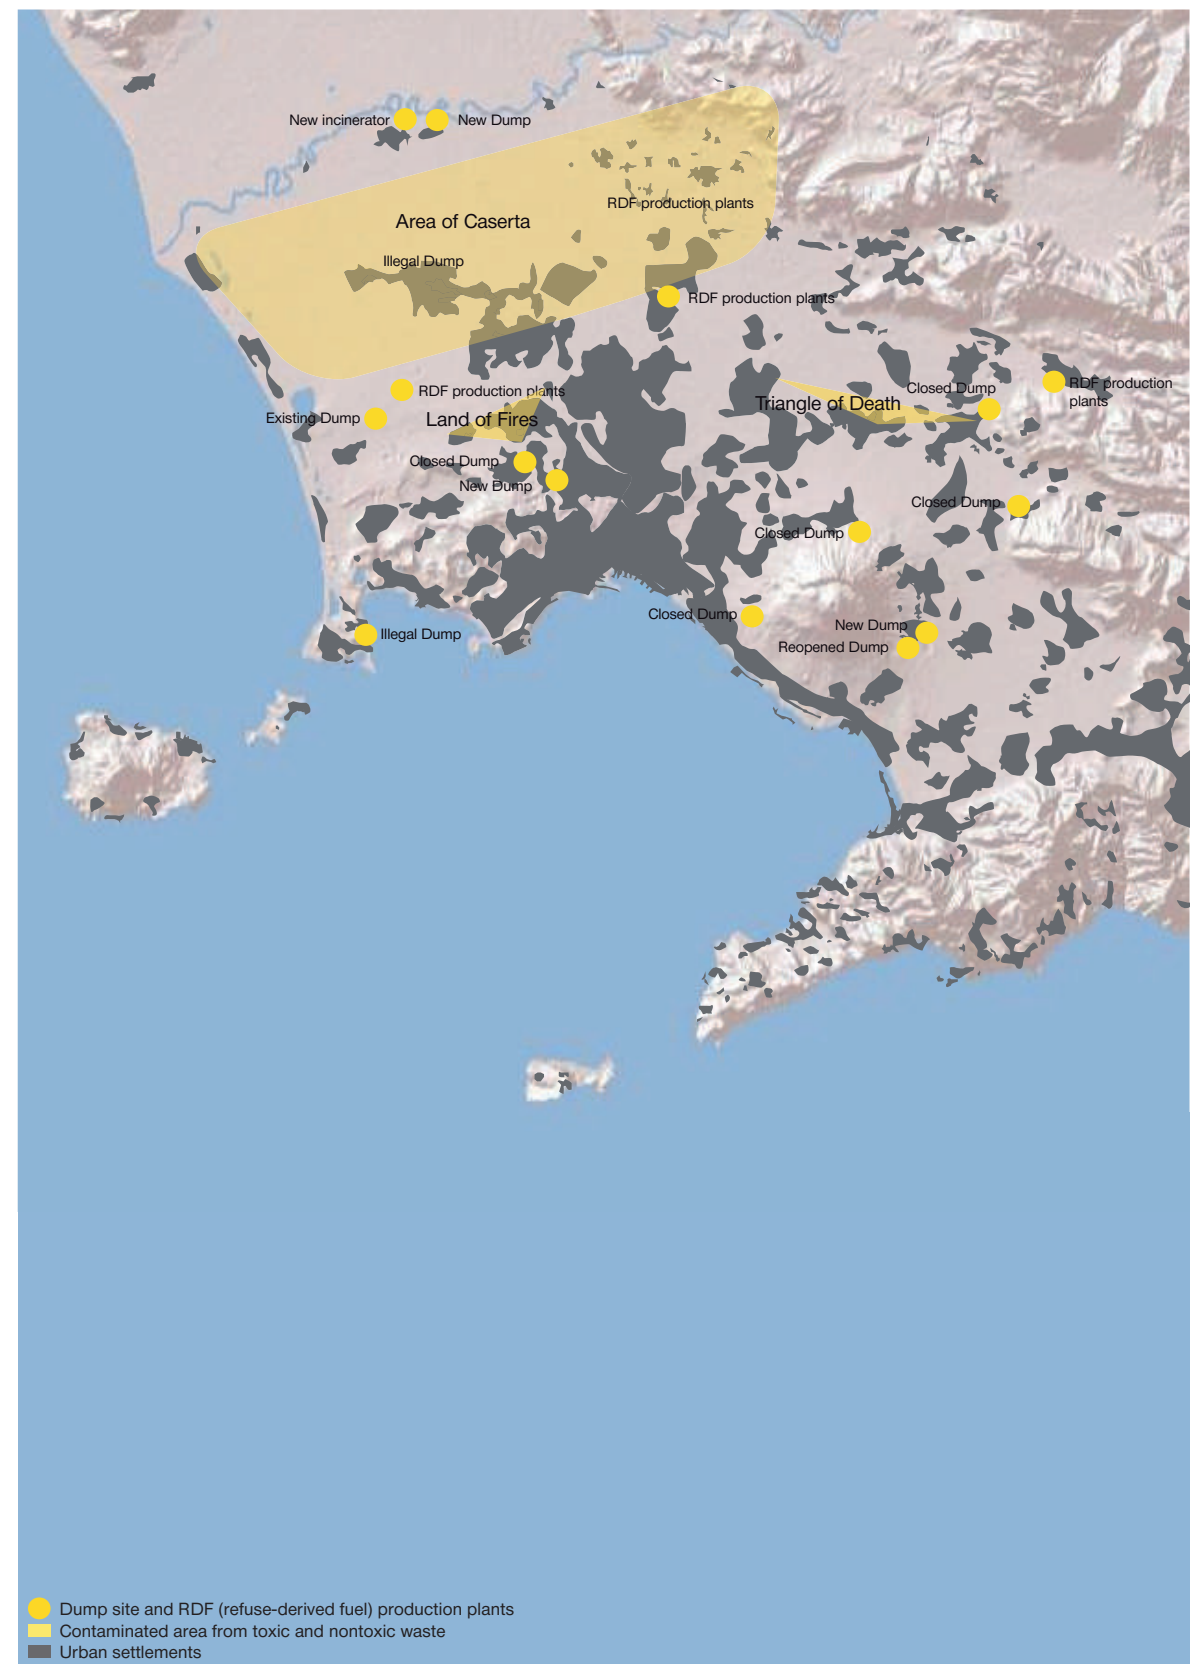 New incinerator
New Dump
RDF production plants
Area of Caserta
Illegal Dump
RDF production plants
RDF production
plants
Closed Dump
RDF production plants
Triangle of Death
Existing Dump
Land of Fires
Closed Dump
New Dump
Closed Dump
Closed Dump
Closed Dump
New Dump
Illegal Dump
Reopened Dump
Dump site and RDF (refuse-derived fuel) production plants
Contaminated area from toxic and nontoxic waste
Urban settlements